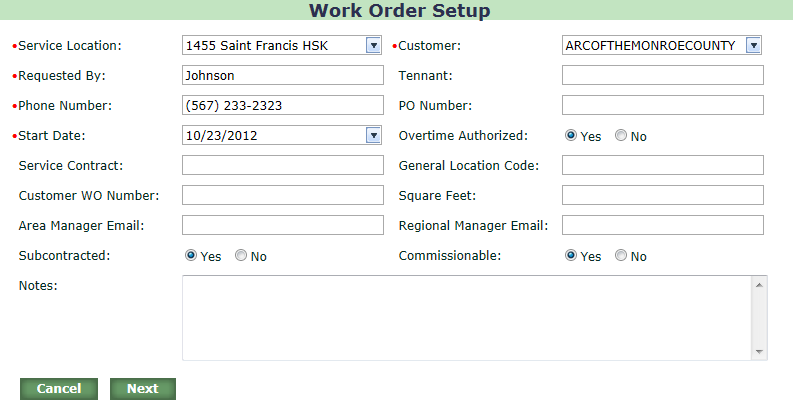 Work Order Setup
•Service Location: 1455 Saint Francis HSK •Customer: ARCOFTHEMONROECOUNTY
•Requested By: Johnson Tennant:
•Phone Number: (567) 233-2323 PO Number:
•Start Date: 10/23/2012 Overtime Authorized: Yes No
Service Contract: General Location Code:
Customer WO Number: Square Feet:
Area Manager Email: Regional Manager Email:
Subcontracted: Yes No Commissionable: Yes No
Notes:
Cancel Next